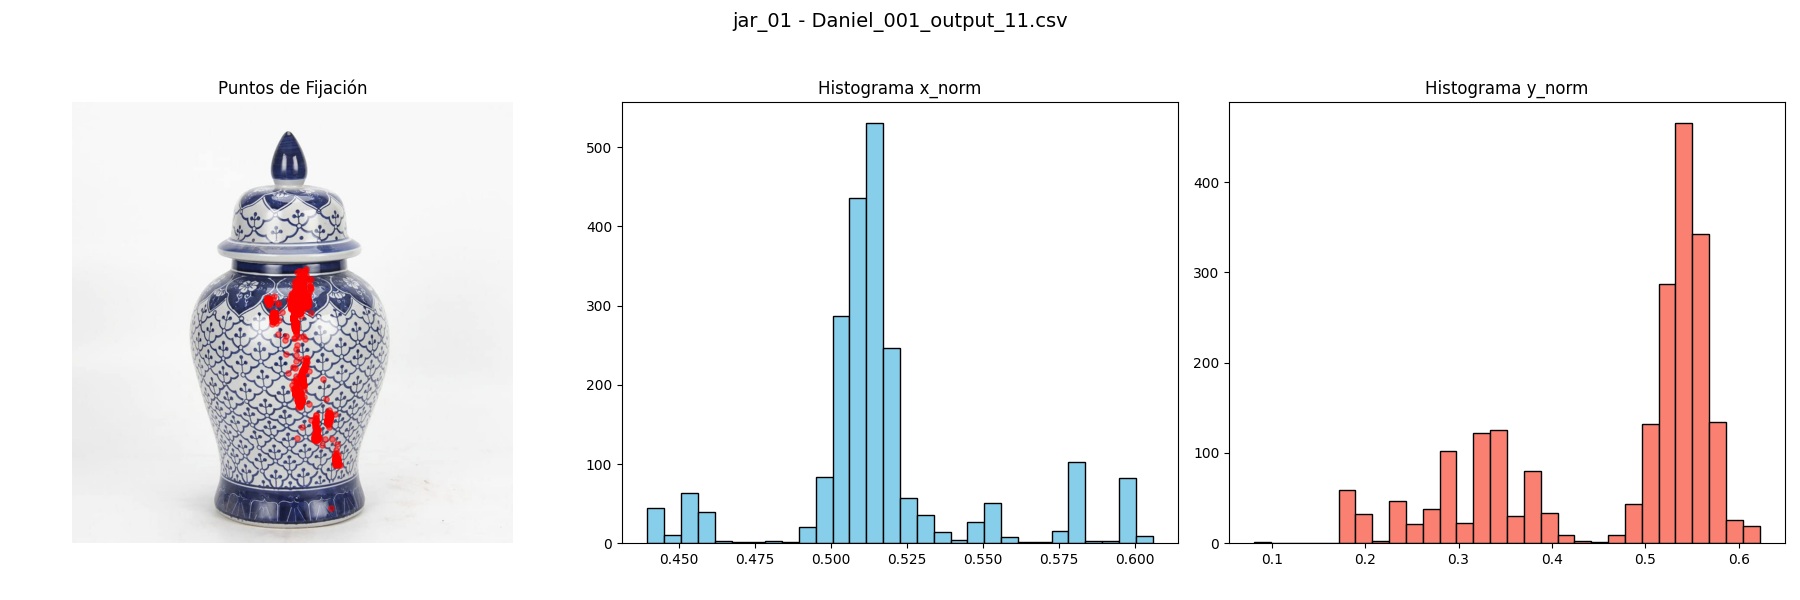 jar_01 - Daniel_001_output_11.csv
Puntos de Fijación
Histograma x_norm
500
400
300
200
100
0
0.450 0.475 0.500 0.525 0.550 0.575 0.600
Histograma y_norm
400
300
200
100
0
0.1 0.2 0.3 0.4 0.5 0.6